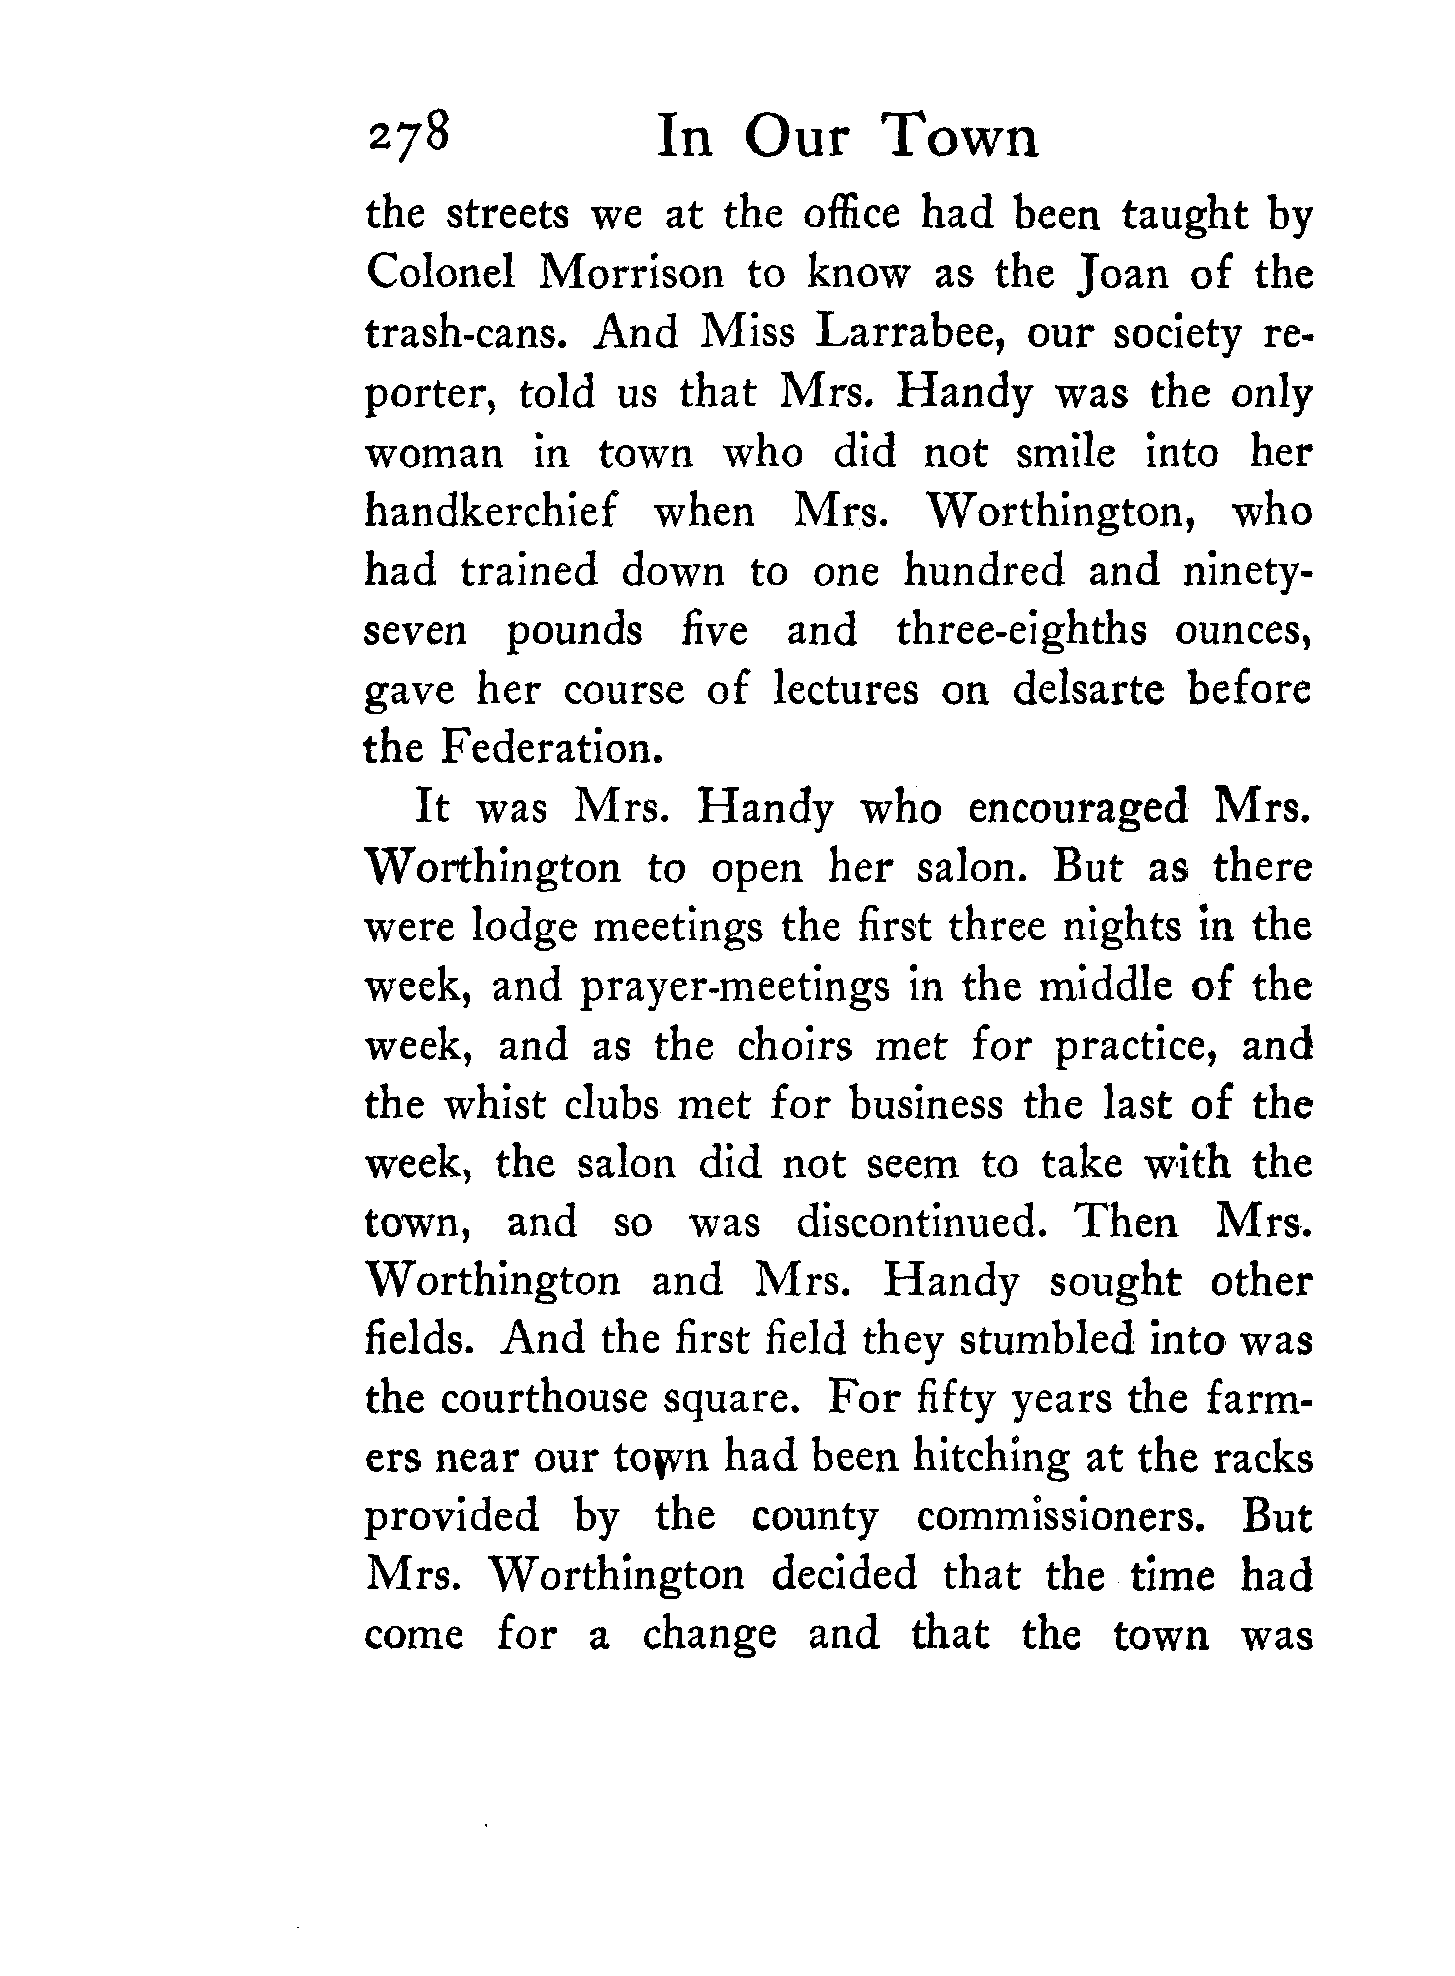 278 In Our Town
the streets we at the office had been taught by
Colonel Morrison to know as the Joan of the
trash-cans. And Miss Larrabee, our society re-
porter, told us that Mrs. Handy was the only
woman in town who did not smile into her
handkerchief when Mrs. Worthington, who
had trained down to one hundred and ninety-
seven pounds five and three-eighths ounces,
gave her course of lectures on delsarte before
the Federation.
It was Mrs. Handy who encouraged Mrs.
Worthington to open her salon. But as there
were lodge meetings the first three nights in the
week, and prayer-meetings in the middle of the
week, and as the choirs met for practice, and
the whist clubs met for business the last of the
week, the salon did not seem to take with the
town, and so was discontinued. Then Mrs.
Worthington and Mrs. Handy sought other
fields. And the first field they stumbled into was
the courthouse square. For fifty years the farm-
ers near our town had been hitching at the racks
provided by the county commissioners. But
Mrs. Worthington decided that the time had
come for a change and that the town was